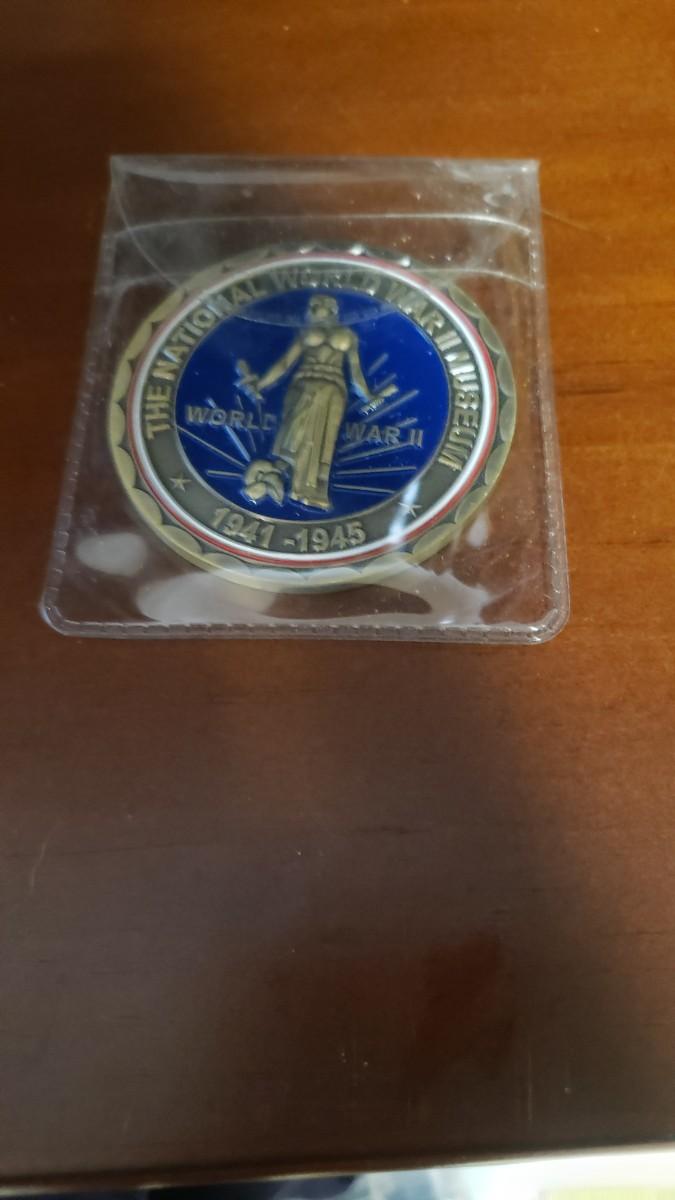 THE NATIONAL WORLD WAR II MUSEUM
WORLD WAR II
1941-1945